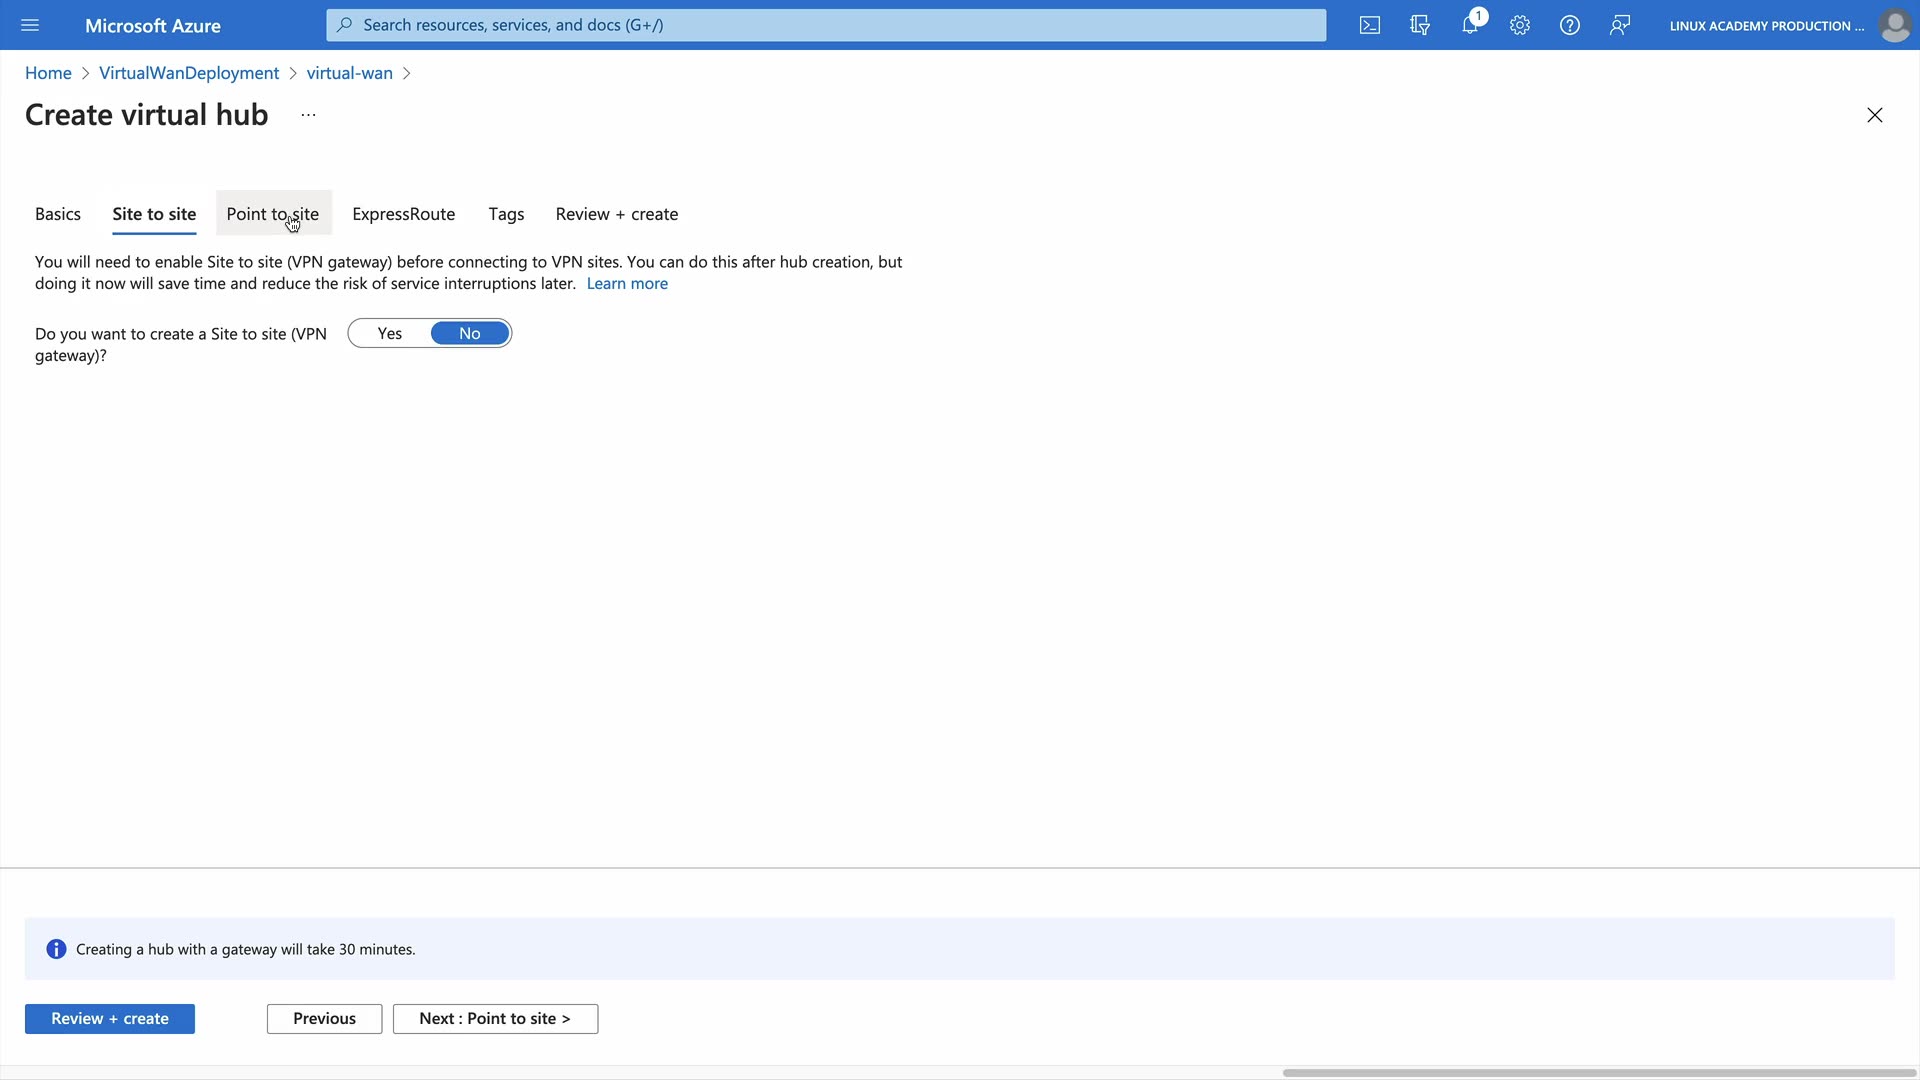 Microsoft Azure
Search resources, services, and docs (G+/)
1
LINUX ACADEMY PRODUCTION ...
Home > VirtualWanDeployment > virtual-wan >
Create virtual hub ...
Basics
Site to site
Point to site
ExpressRoute
Tags
Review + create
You will need to enable Site to site (VPN gateway) before connecting to VPN sites. You can do this after hub creation, but
doing it now will save time and reduce the risk of service interruptions later. Learn more
Do you want to create a Site to site (VPN
gateway)?
Yes
No
Creating a hub with a gateway will take 30 minutes.
Review + create
Previous
Next : Point to site >